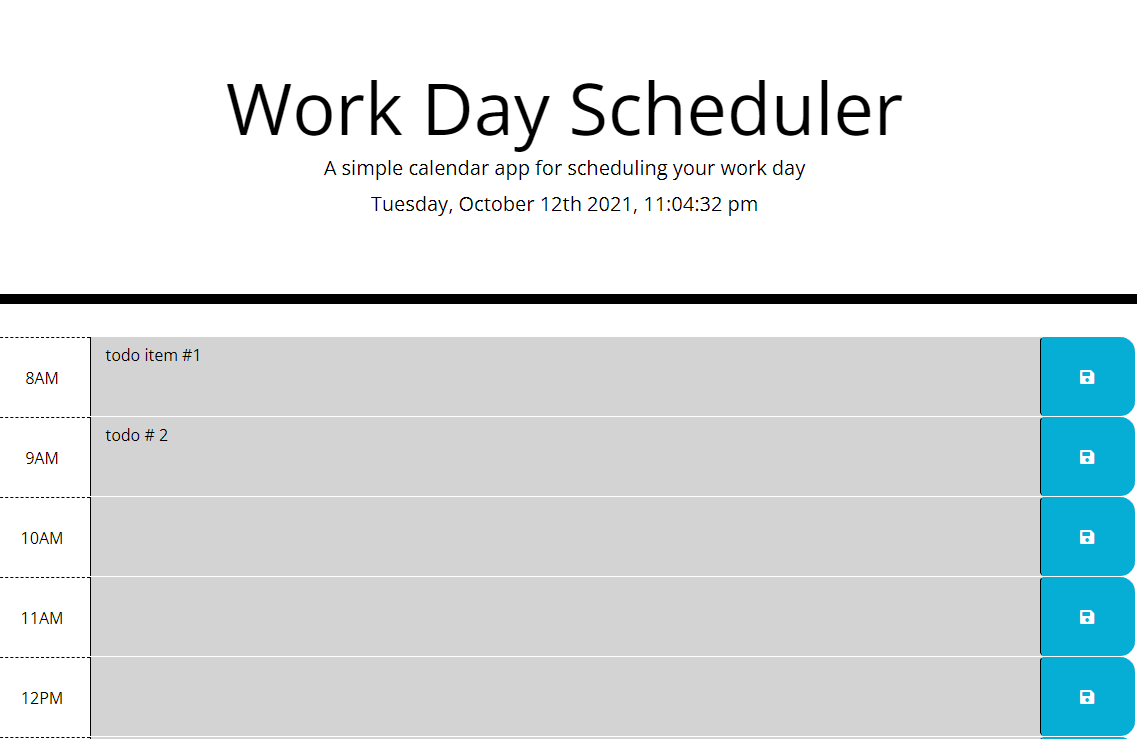 Work Day Scheduler
A simple calendar app for scheduling your work day
Tuesday, October 12th 2021, 11:04:32 pm
8AM
todo item #1
9AM
todo # 2
10AM
11AM
12PM